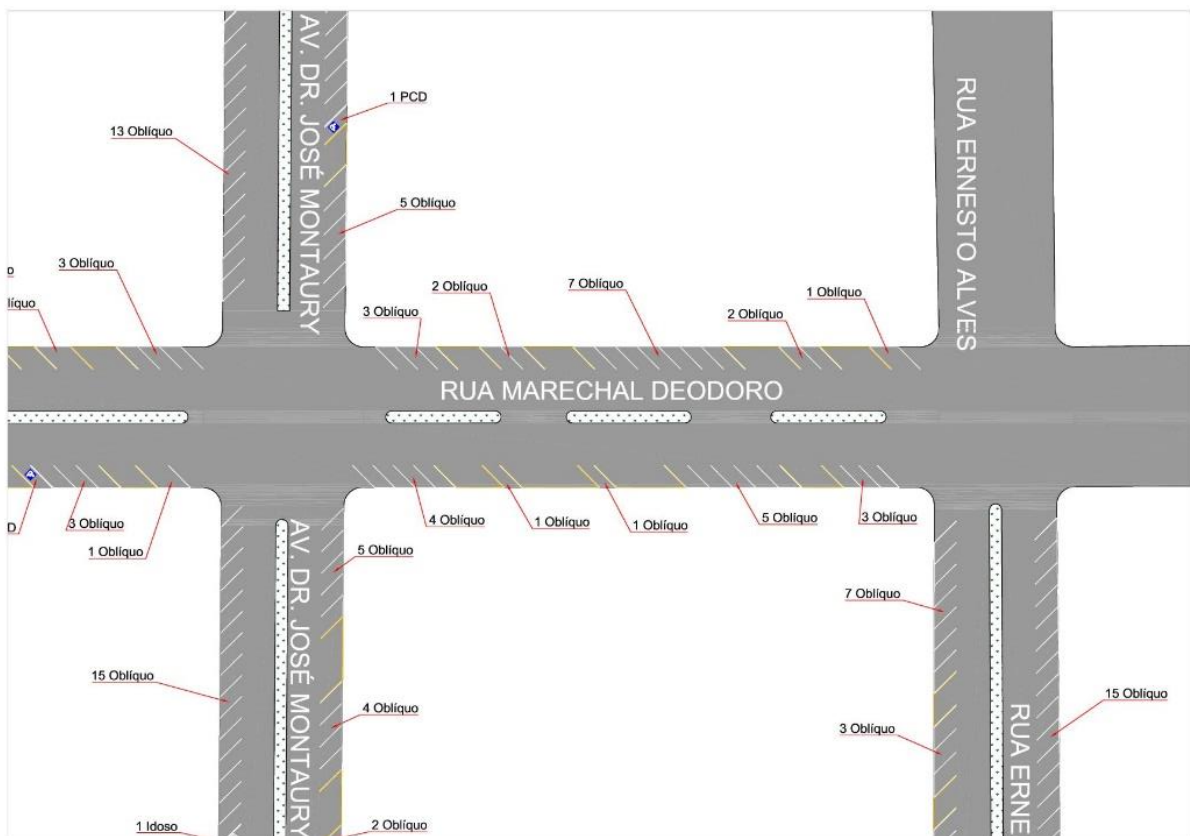 AV. DR. JOSÉ MONTAURY
1 PCD
RUA ERNESTO ALVES
13 Oblíquo
5 Oblíquo
3 Oblíquo
2 Oblíquo
7 Oblíquo
1 Oblíquo
3 Oblíquo
2 Oblíquo
RUA MARECHAL DEODORO
3 Oblíquo
1 Oblíquo
4 Oblíquo
1 Oblíquo
1 Oblíquo
5 Oblíquo
3 Oblíquo
AV. DR. JOSÉ MONTAURY
5 Oblíquo
7 Oblíquo
15 Oblíquo
4 Oblíquo
3 Oblíquo
15 Oblíquo
RUA ERNE
1 Idoso
2 Oblíquo